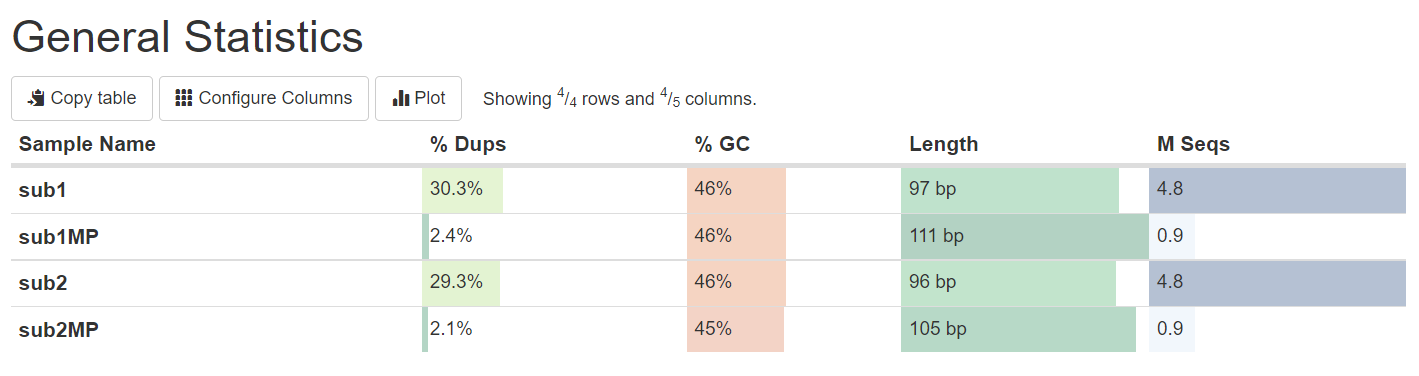 General Statistics
Copy table Configure Columns Plot Showing 4/4 rows and 4/5 columns.
Sample Name % Dups % GC Length M Seqs
sub1 30.3% 46% 97 bp 4.8
sub1MP 2.4% 46% 111 bp 0.9
sub2 29.3% 46% 96 bp 4.8
sub2MP 2.1% 45% 105 bp 0.9